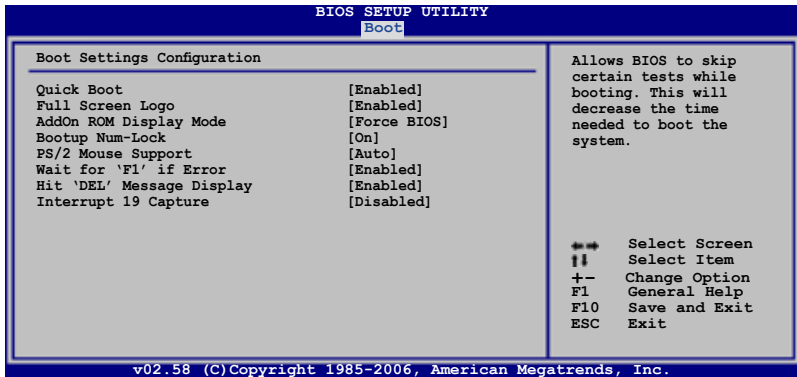 BIOS SETUP UTILITY
Boot
Boot Settings Configuration
Quick Boot [Enabled]
Full Screen Logo [Enabled]
AddOn ROM Display Mode [Force BIOS]
Bootup Num-Lock [On]
PS/2 Mouse Support [Auto]
Wait for ‘F1’ if Error [Enabled]
Hit ‘DEL’ Message Display [Enabled]
Interrupt 19 Capture [Disabled]
Allows BIOS to skip
certain tests while
booting. This will
decrease the time
needed to boot the
system.
←→ Select Screen
↑↓ Select Item
+- Change Option
F1 General Help
F10 Save and Exit
ESC Exit
v02.58 (C)Copyright 1985-2006, American Megatrends, Inc.